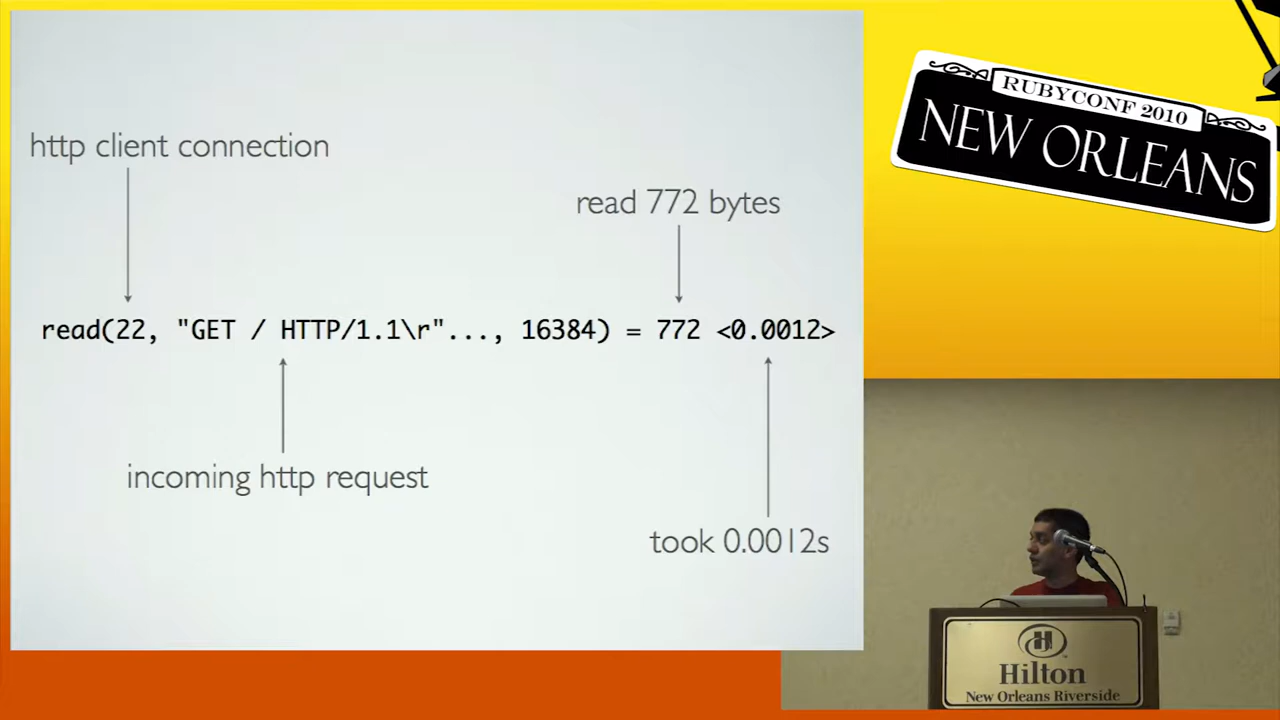 http client connection
read 772 bytes
read(22, "GET / HTTP/1.1\r"..., 16384) = 772 <0.0012>
incoming http request
took 0.0012s
RUBYCONF 2010
NEW ORLEANS
Hilton
New Orleans Riverside